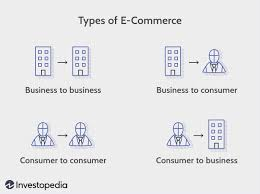 Types of E-Commerce
Business to business
Business to consumer
Consumer to consumer
Consumer to business
Investopedia